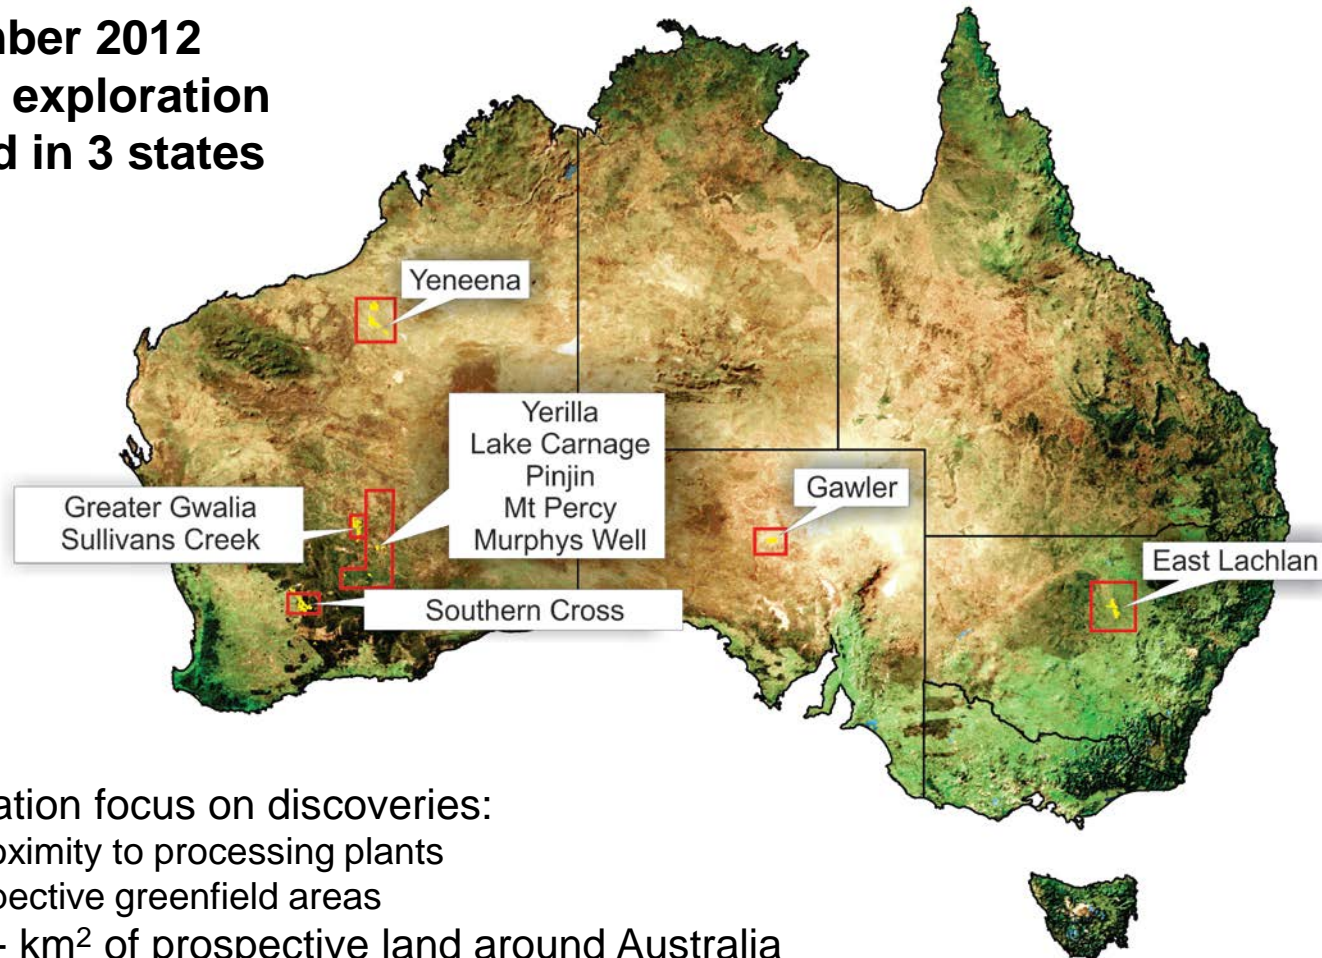 ber 2012
exploration
d in 3 states
Yeneena
Yerilla
Lake Carnage
Pinjin
Mt Percy
Murphys Well
Gawler
Greater Gwalia
Sullivans Creek
East Lachlan
Southern Cross
ation focus on discoveries:
oximity to processing plants
pective greenfield areas
km² of prospective land around Australia